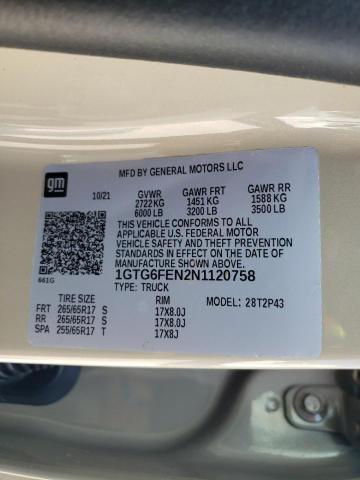 gm
MFD BY GENERAL MOTORS LLC
10/21 GVWR GAWR FRT GAWR RR
2722 KG 1451 KG 1588 KG
6000 LB 3200 LB 3500 LB
THIS VEHICLE CONFORMS TO ALL
APPLICABLE U.S. FEDERAL MOTOR
VEHICLE SAFETY AND THEFT PREVENTION
STANDARDS IN EFFECT ON THE DATE
OF MANUFACTURE SHOWN ABOVE.
661G 1GTG6FEN2N1120758
TYPE: TRUCK MODEL: 28T2P43
TIRE SIZE RIM
FRT 265/65R17 S 17X8.0J
RR 265/65R17 S 17X8.0J
SPA 255/65R17 T 17X8J